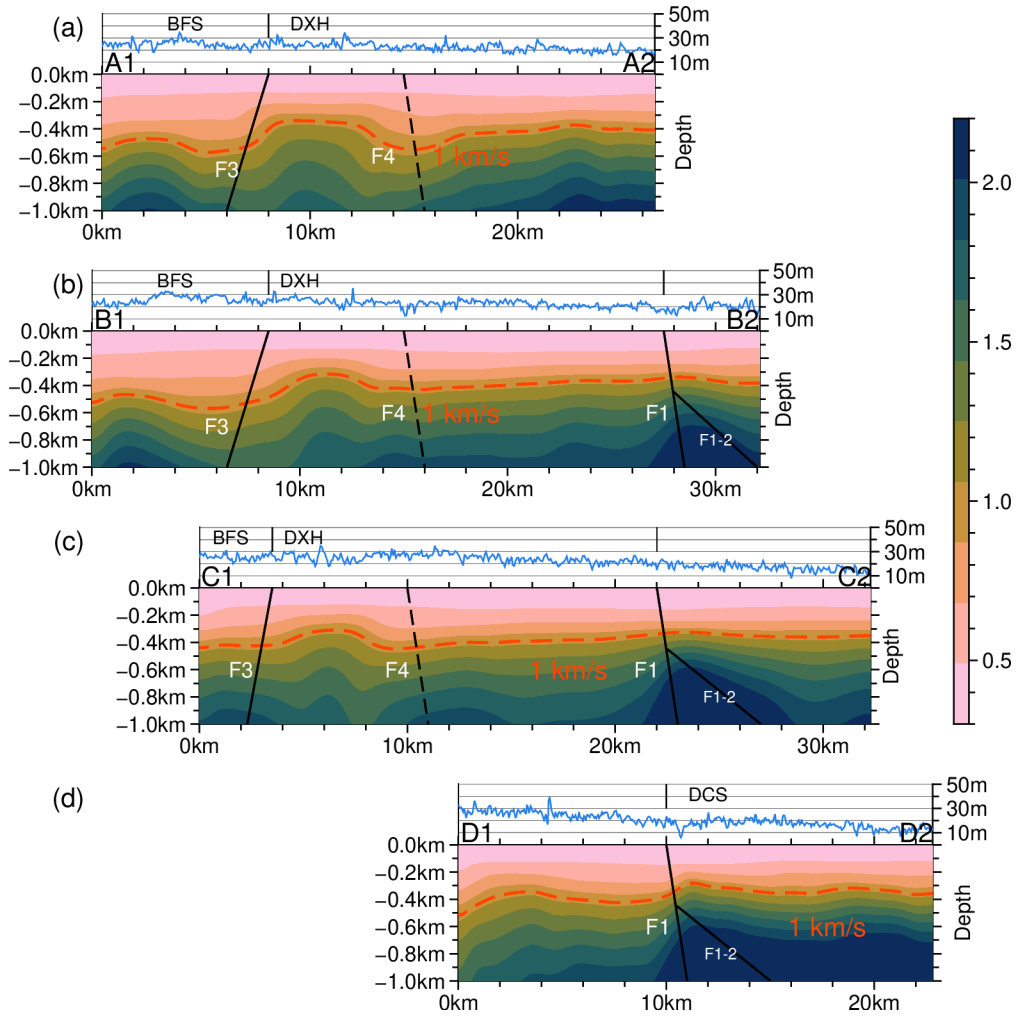 (a)
BFS DXH
50m
30m
10m
A1 A2
0.0km
−0.2km
−0.4km
−0.6km
−0.8km
−1.0km
F3 F4 1 km/s
Depth
0km 10km 20km
(b)
BFS DXH
50m
30m
10m
B1 B2
0.0km
−0.2km
−0.4km
−0.6km
−0.8km
−1.0km
F3 F4 1 km/s F1
F1-2
Depth
0km 10km 20km 30km
(c)
BFS DXH
50m
30m
10m
C1 C2
0.0km
−0.2km
−0.4km
−0.6km
−0.8km
−1.0km
F3 F4 1 km/s F1
F1-2
Depth
0km 10km 20km 30km
(d)
DCS
50m
30m
10m
D1 D2
0.0km
−0.2km
−0.4km
−0.6km
−0.8km
−1.0km
F1 1 km/s
F1-2
Depth
0km 10km 20km
2.0
1.5
1.0
0.5